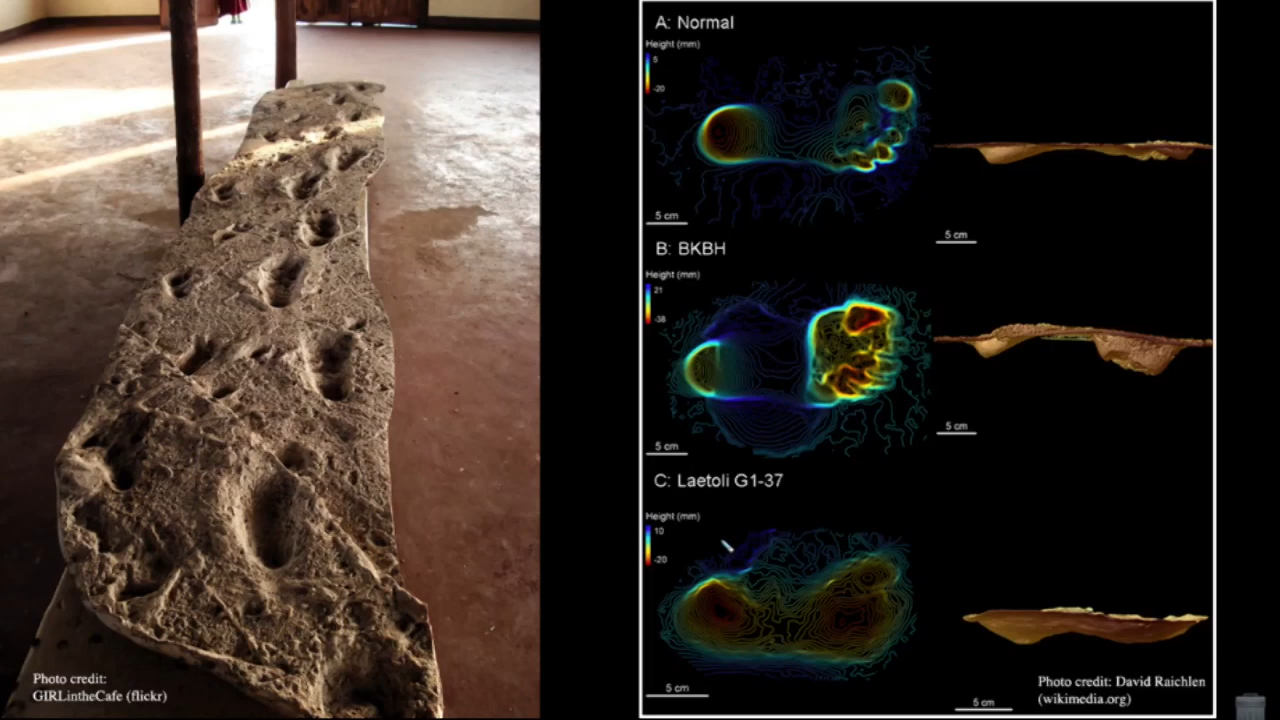 Photo credit:
GIRLintheCafe (flickr)
A: Normal
Height (mm)
5
-20
5 cm
5 cm
B: BKBH
Height (mm)
21
-38
5 cm
5 cm
C: Laetoli G1-37
Height (mm)
10
-20
5 cm
5 cm
Photo credit: David Raichlen
(wikimedia.org)